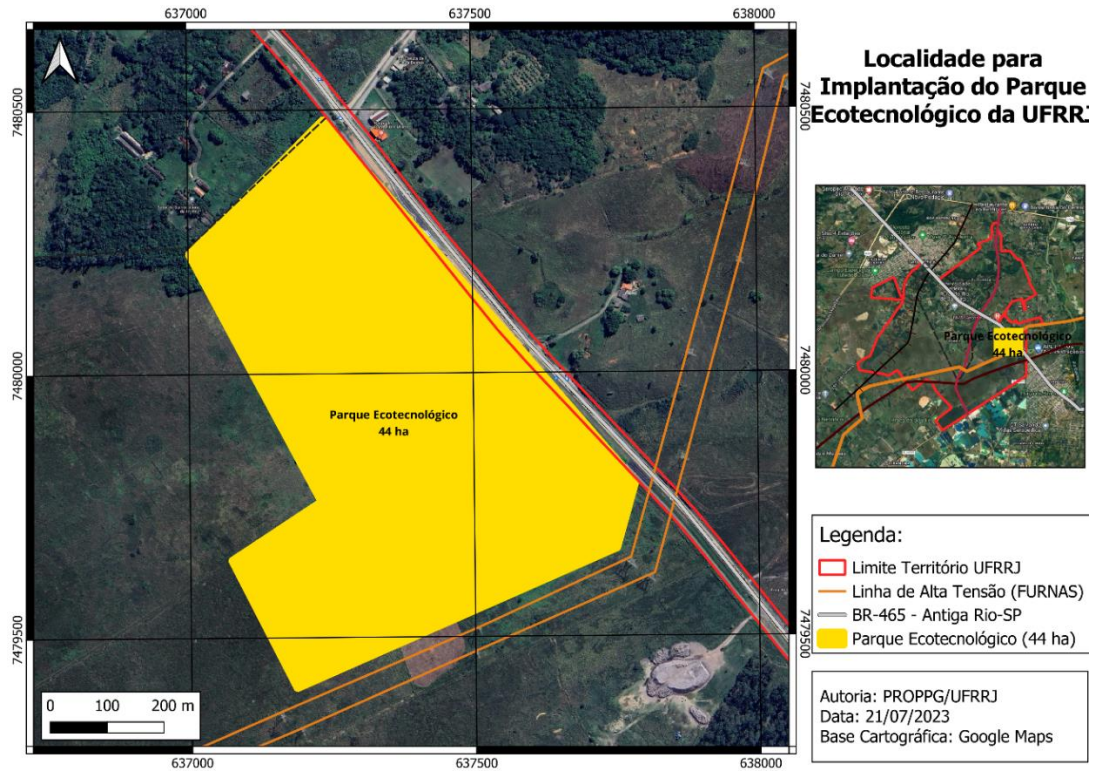 637000
637500
638000
7480500
7480000
7479500
7480500
7480000
7479500
Parque Ecotecnológico
44 ha
0 100 200 m
637000
637500
638000
Localidade para
Implantação do Parque
Ecotecnológico da UFRRJ
Parque Ecotecnológico
44 ha
Legenda:
Limite Território UFRRJ
Linha de Alta Tensão (FURNAS)
BR-465 - Antiga Rio-SP
Parque Ecotecnológico (44 ha)
Autoria: PROPPG/UFRRJ
Data: 21/07/2023
Base Cartográfica: Google Maps